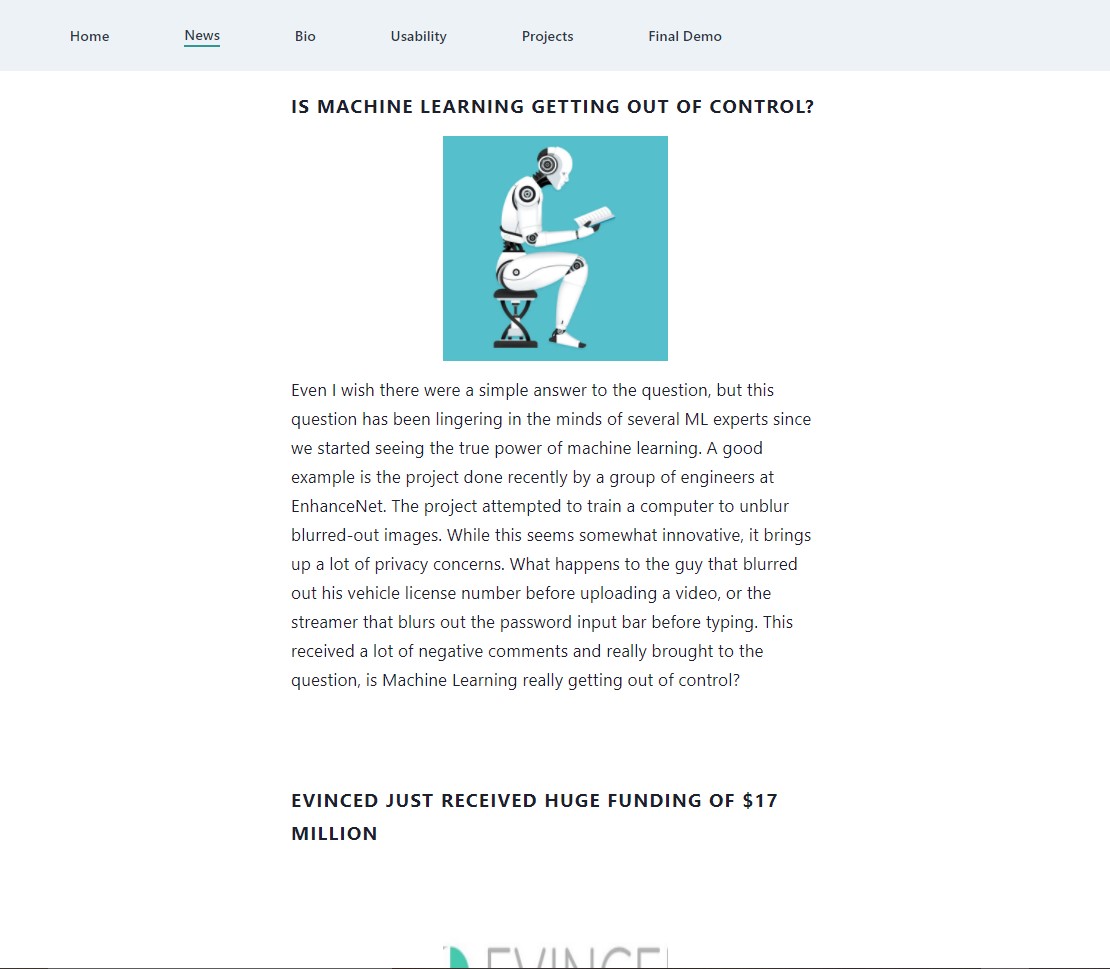 Home News Bio Usability Projects Final Demo
IS MACHINE LEARNING GETTING OUT OF CONTROL?
Even I wish there were a simple answer to the question, but this
question has been lingering in the minds of several ML experts since
we started seeing the true power of machine learning. A good
example is the project done recently by a group of engineers at
EnhanceNet. The project attempted to train a computer to unblur
blurred-out images. While this seems somewhat innovative, it brings
up a lot of privacy concerns. What happens to the guy that blurred
out his vehicle license number before uploading a video, or the
streamer that blurs out the password input bar before typing. This
received a lot of negative comments and really brought to the
question, is Machine Learning really getting out of control?
EVINCED JUST RECEIVED HUGE FUNDING OF $17
MILLION